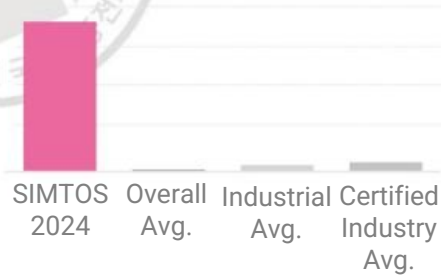 SIMTOS Overall Industrial Certified
2024 Avg. Avg. Industry
Avg.